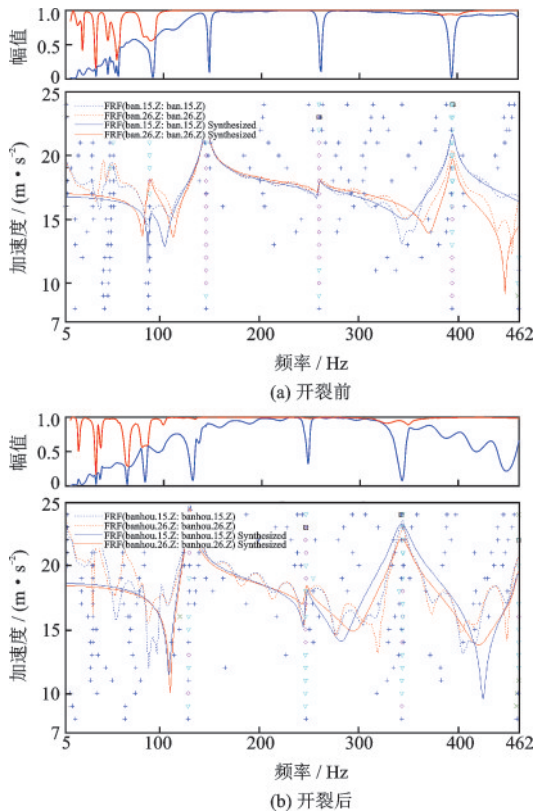 1.0
0.5
0
幅值
25
20
15
10
7
加速度 / (m • s⁻²)
FRF(ban.15.Z: ban.15.Z)
FRF(ban.26.Z: ban.26.Z)
FRF(ban.15.Z: ban.15.Z) Synthesized
FRF(ban.26.Z: ban.26.Z) Synthesized
5 100 200 300 400 462
频率 / Hz
(a) 开裂前
1.0
0.5
0
幅值
25
20
15
10
7
加速度 / (m • s⁻²)
FRF(banhou.15.Z: banhou.15.Z)
FRF(banhou.26.Z: banhou.26.Z)
FRF(banhou.15.Z: banhou.15.Z) Synthesized
FRF(banhou.26.Z: banhou.26.Z) Synthesized
5 100 200 300 400 462
频率 / Hz
(b) 开裂后